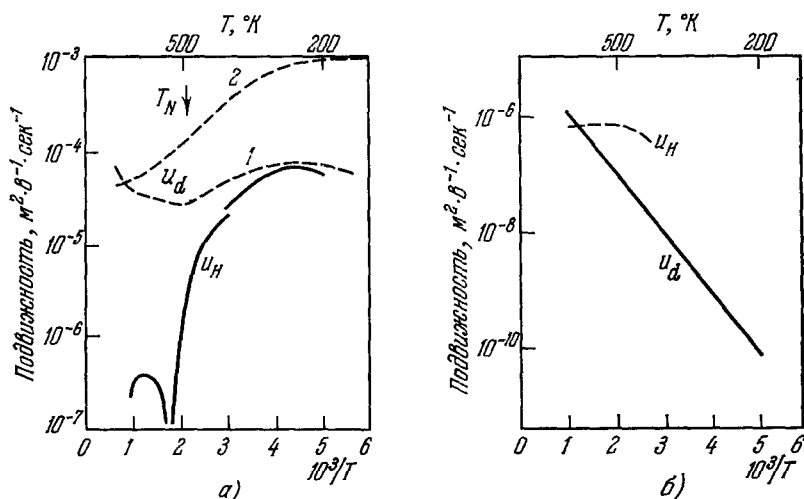 T, °K
500 200
10⁻³
10⁻⁴
10⁻⁵
10⁻⁶
10⁻⁷
Подвижность, м²·в⁻¹·сек⁻¹
2
T_N
1
u_d
u_H
0 1 2 3 4 5 6
10³/T
а)
T, °K
500 200
10⁻⁶
10⁻⁸
10⁻¹⁰
Подвижность, м²·в⁻¹·сек⁻¹
u_H
u_d
0 1 2 3 4 5 6
10³/T
б)